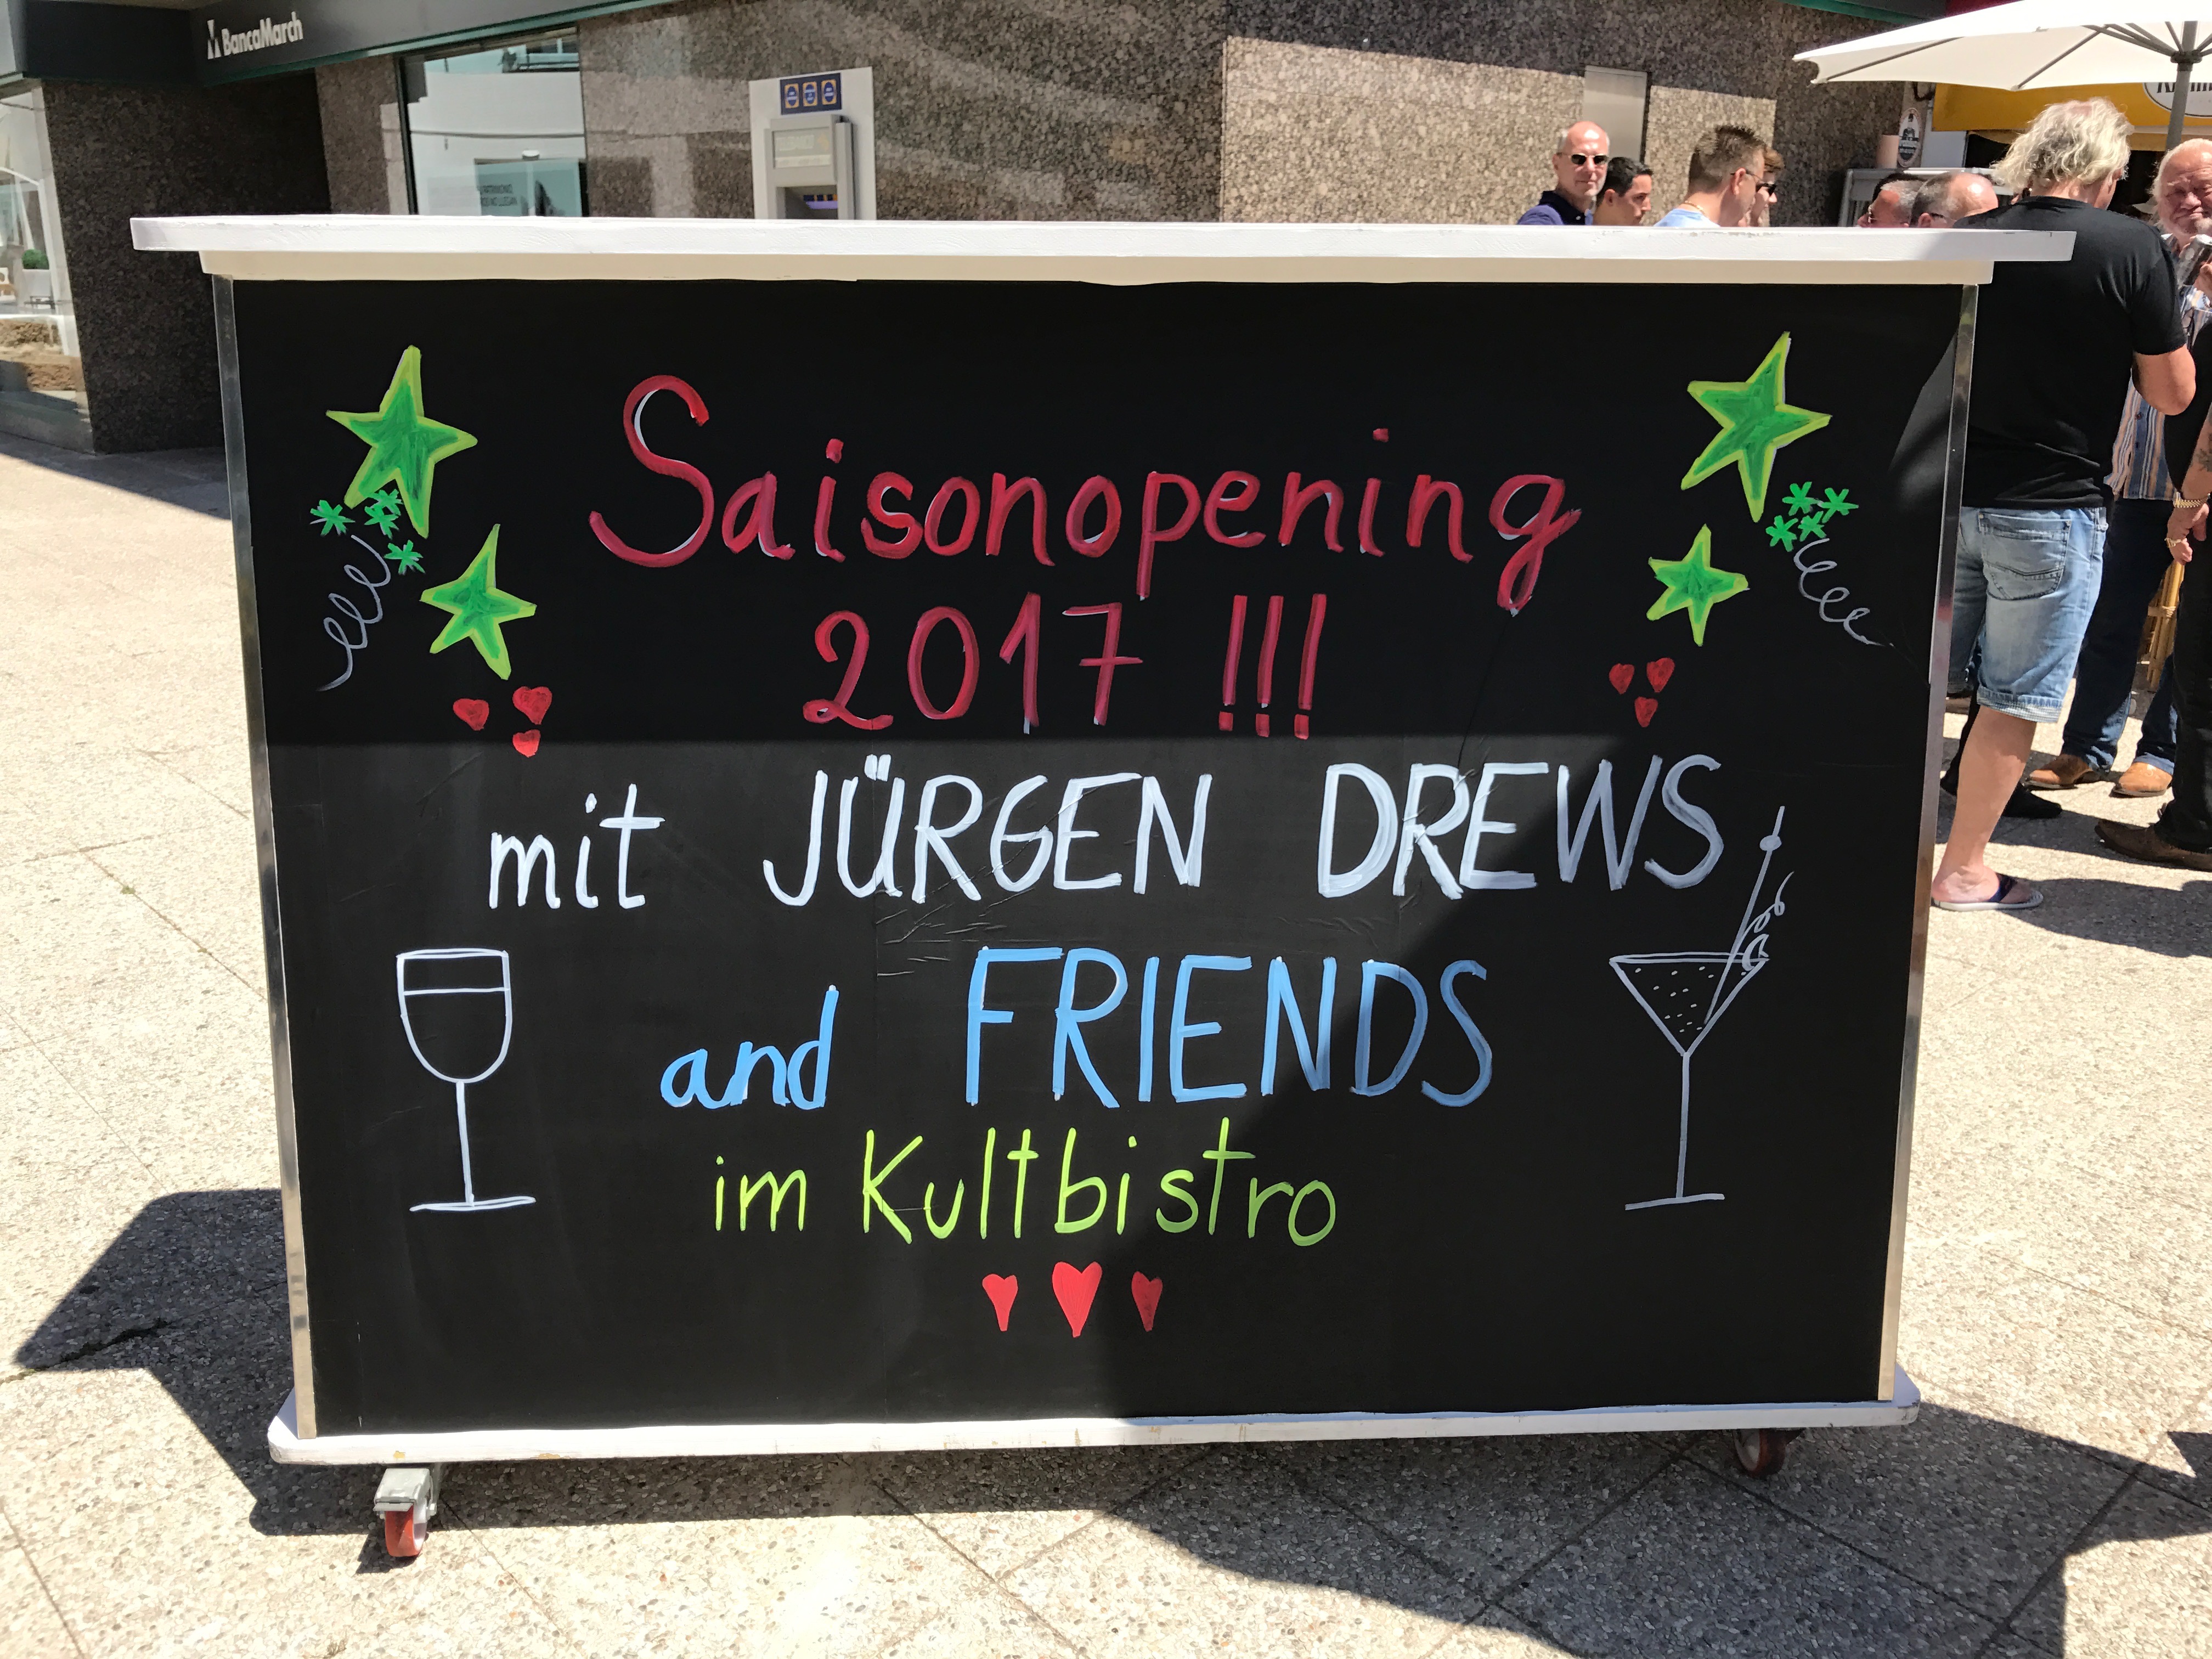 BancaMarch
Saisonopening
2017 !!!
mit JÜRGEN DREWS
and FRIENDS
im Kultbistro